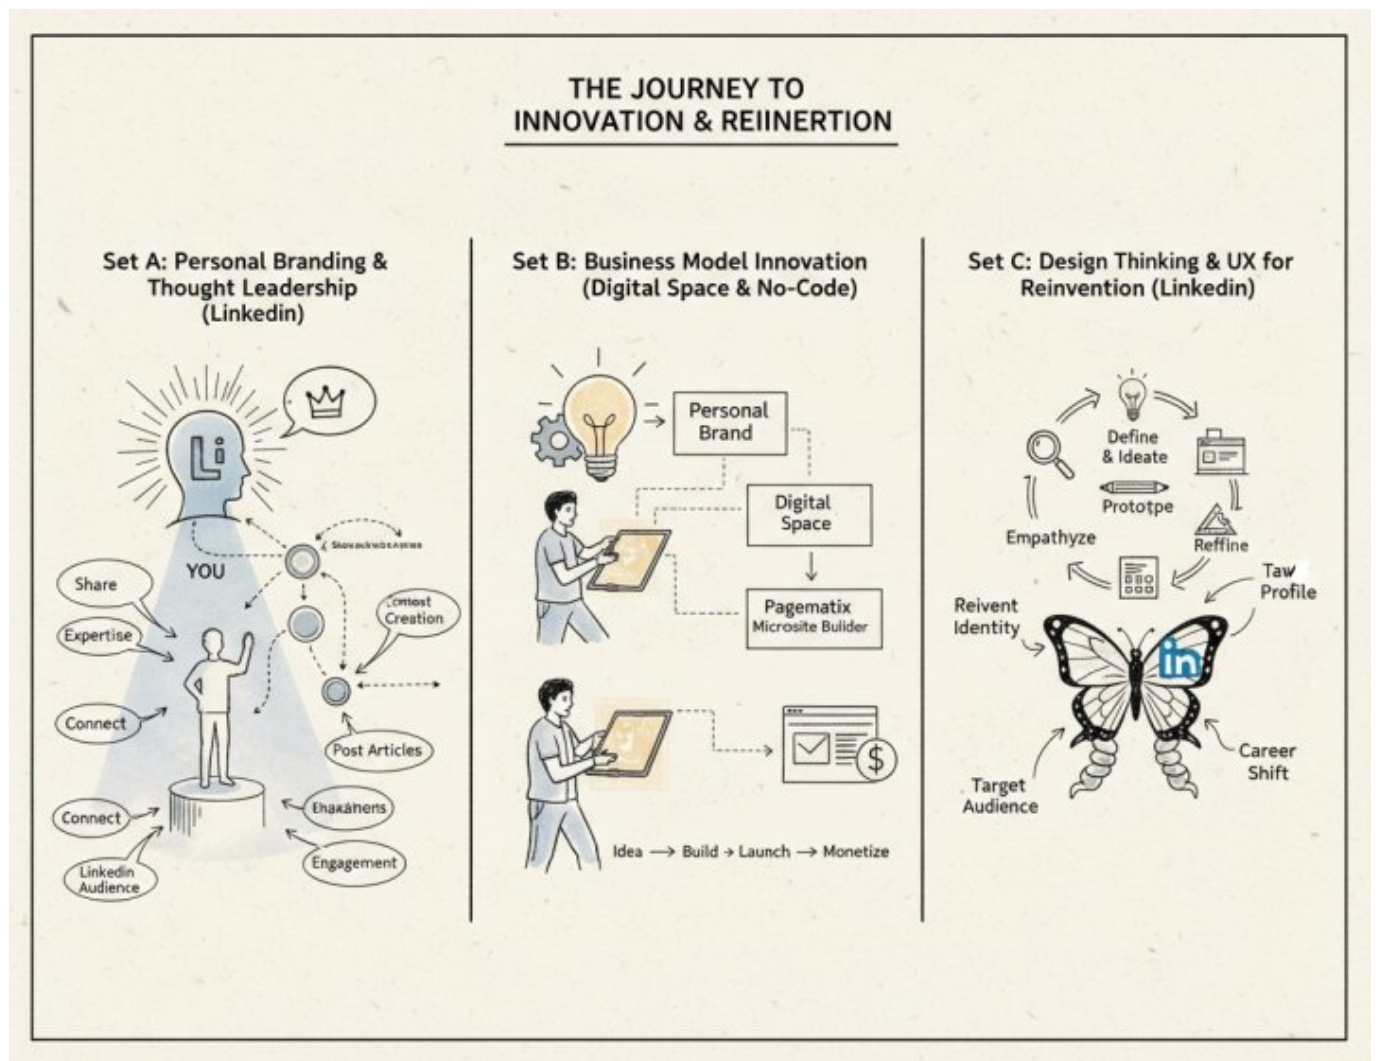 THE JOURNEY TO
INNOVATION & REIINERTION
Set A: Personal Branding &
Thought Leadership
(Linkedin)
Li
YOU
Share
Expertise
Creation
Connect
Post Articles
Connect
Engagement
Linkedin
Audience
Set B: Business Model Innovation
(Digital Space & No-Code)
Personal
Brand
Digital
Space
Pagematix
Microsite Builder
$
Idea → Build → Launch → Monetize
Set C: Design Thinking & UX for
Reinvention (Linkedin)
Define
& Ideate
Prototpe
Empathyze
Reffine
Taw
Profile
Reivent
Identity
in
Career
Shift
Target
Audience